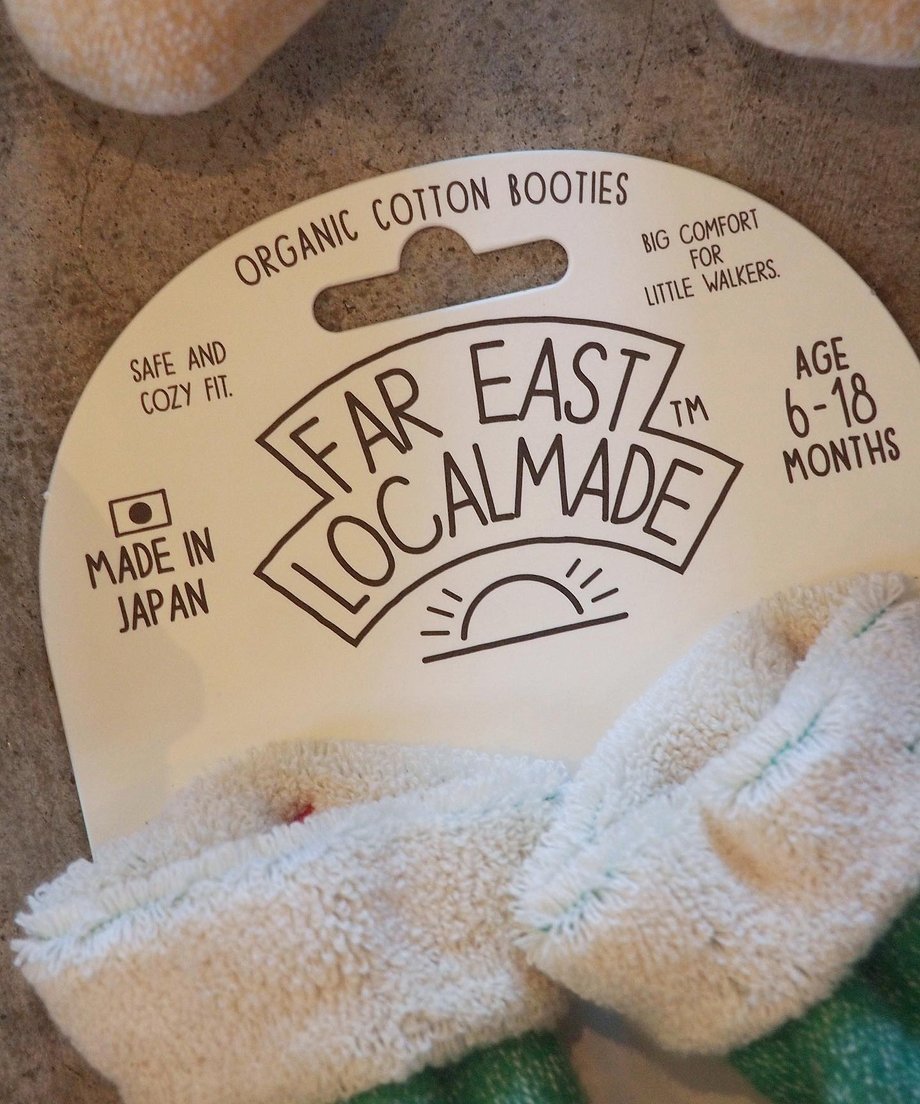 ORGANIC COTTON BOOTIES
BIG COMFORT
FOR
LITTLE WALKERS.
SAFE AND
COZY FIT.
FAR EAST
LOCALMADE
TM
AGE
6-18
MONTHS
MADE IN
JAPAN